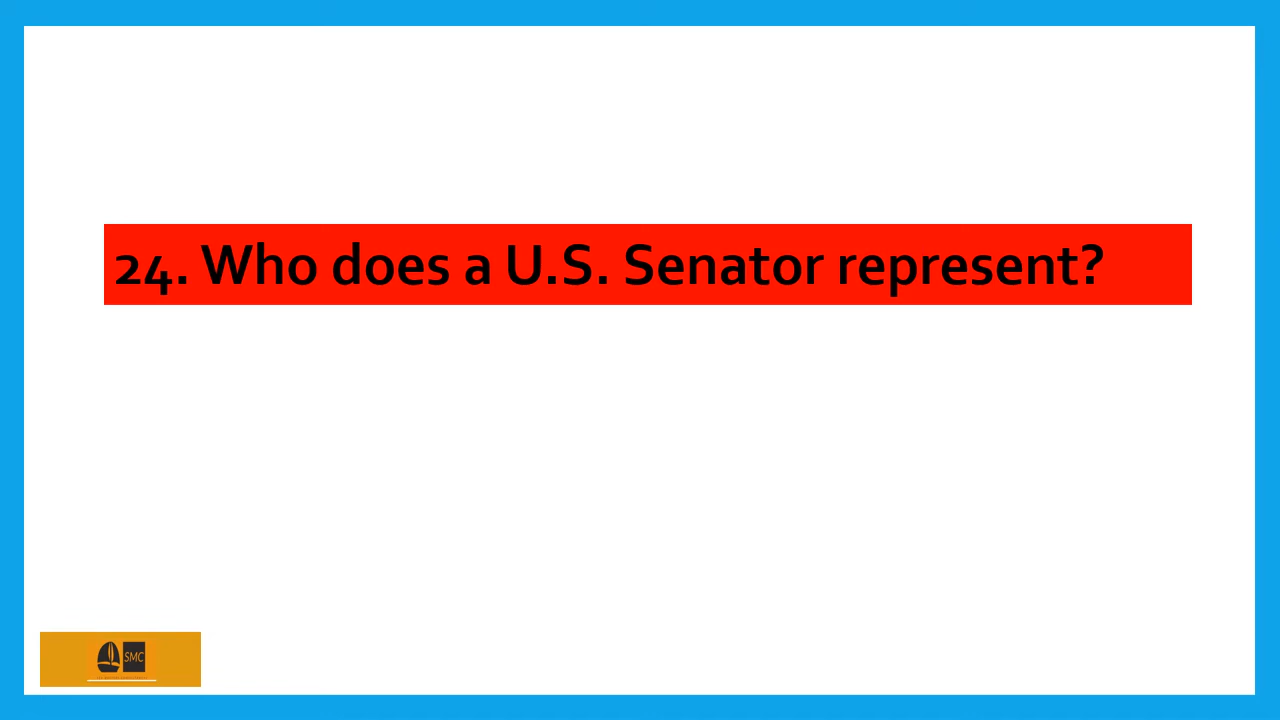 24. Who does a U.S. Senator represent?
SMC